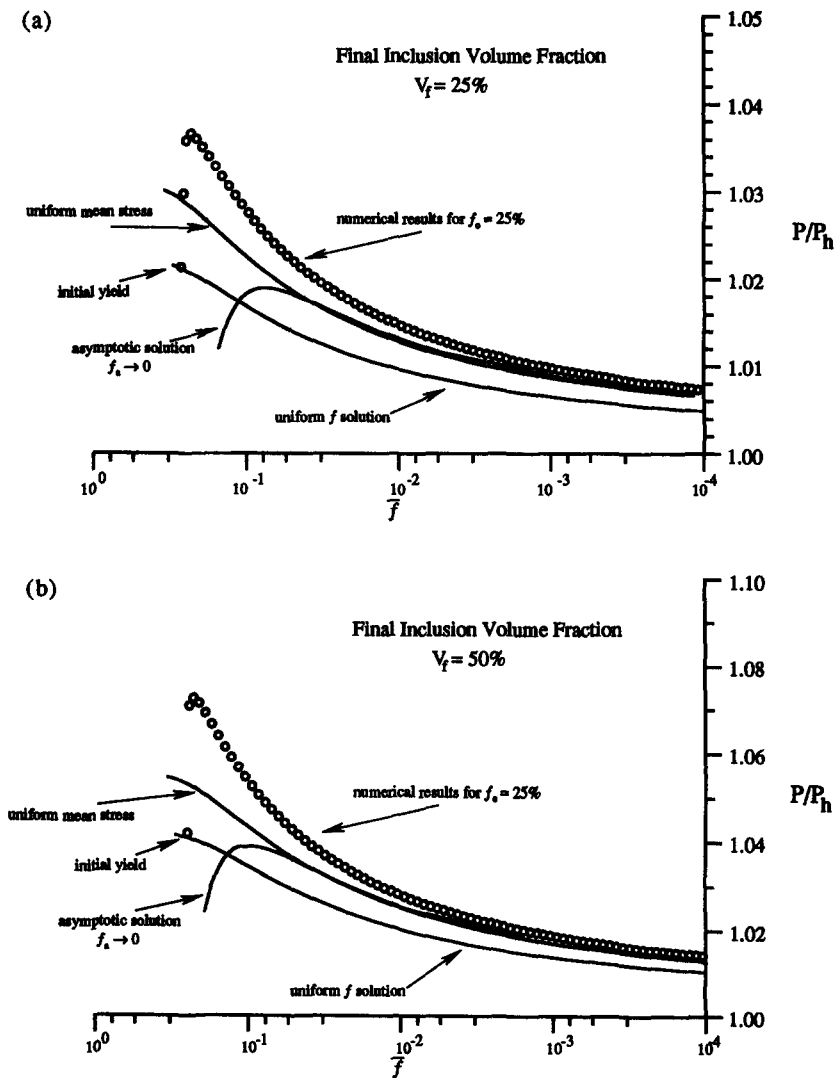 (a)
Final Inclusion Volume Fraction
V_f = 25%
1.05
1.04
1.03
P/P_h
1.02
1.01
1.00
uniform mean stress
numerical results for f_o = 25%
initial yield
asymptotic solution
f_a → 0
uniform f solution
10^0
10^-1
10^-2
10^-3
10^-4
f̄
(b)
Final Inclusion Volume Fraction
V_f = 50%
1.10
1.08
1.06
P/P_h
1.04
1.02
1.00
numerical results for f_o = 25%
uniform mean stress
initial yield
asymptotic solution
f_a → 0
uniform f solution
10^0
10^-1
10^-2
10^-3
10^-4
f̄